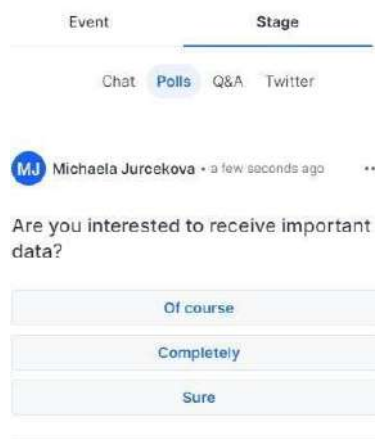 Event Stage
Chat Polls Q&A Twitter
MJ Michaela Jurcekova • a few seconds ago
Are you interested to receive important
data?
Of course
Completely
Sure